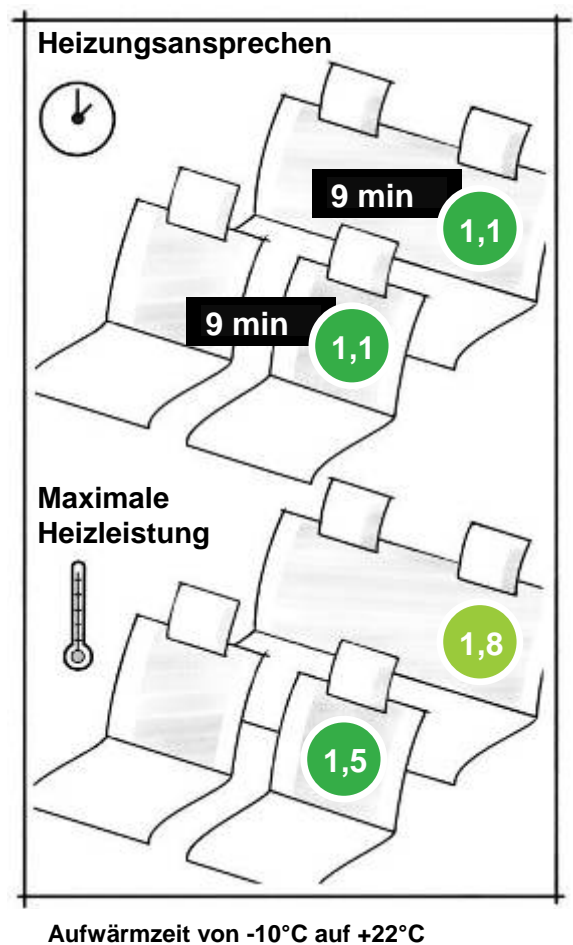 Heizungsansprechen
9 min
1,1
9 min
1,1
Maximale
Heizleistung
1,8
1,5
Aufwärmzeit von -10°C auf +22°C